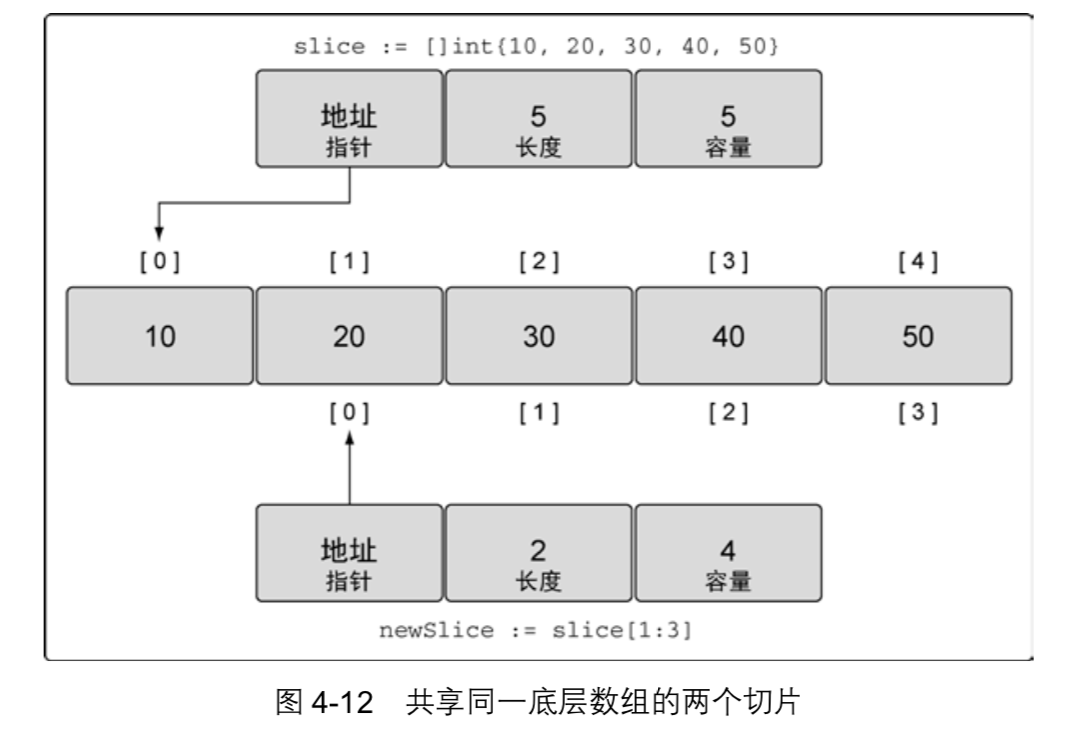 slice := []int{10, 20, 30, 40, 50}
地址 5 5
指针 长度 容量
[0] [1] [2] [3] [4]
10 20 30 40 50
[0] [1] [2] [3]
地址 2 4
指针 长度 容量
newSlice := slice[1:3]
图 4-12 共享同一底层数组的两个切片